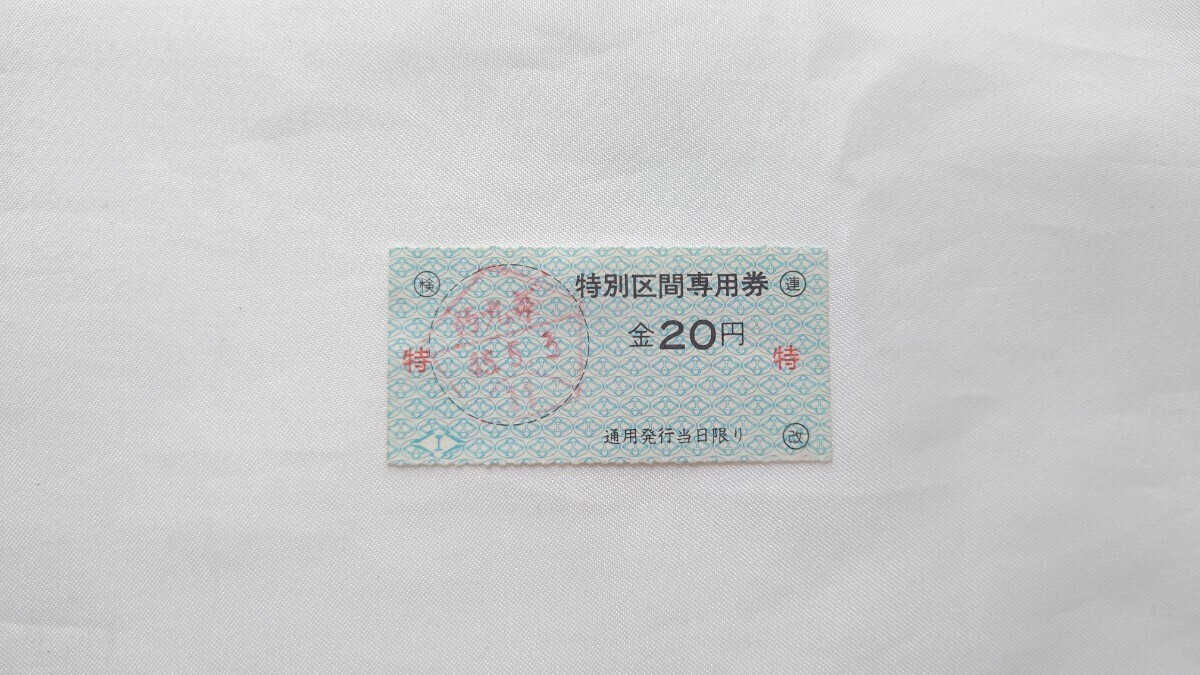 検
特別区間専用券 連
金20円
特
特
通用発行当日限り 改